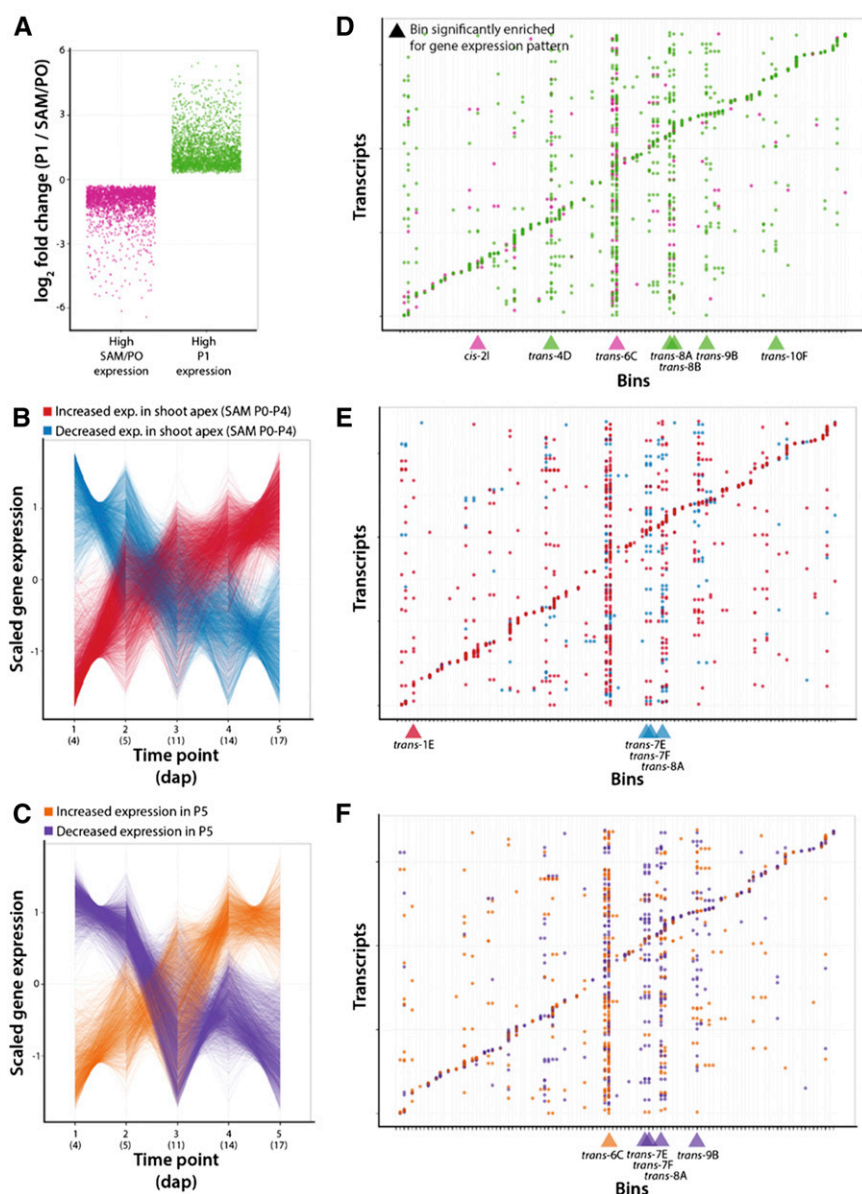 A
log2 fold change (P1 / SAM/PO)
6
3
0
-3
-6
High
SAM/PO
expression
High
P1
expression
D
Bin significantly enriched
for gene expression pattern
Transcripts
cis-2I
trans-4D
trans-6C
trans-8A
trans-8B
trans-9B
trans-10F
Bins
B
Increased exp. in shoot apex (SAM P0-P4)
Decreased exp. in shoot apex (SAM P0-P4)
Scaled gene expression
1
0
-1
1
(4)
2
(5)
3
(11)
4
(14)
5
(17)
Time point
(dap)
E
Transcripts
trans-1E
trans-7E
trans-7F
trans-8A
Bins
C
Increased expression in P5
Decreased expression in P5
Scaled gene expression
1
0
-1
1
(4)
2
(5)
3
(11)
4
(14)
5
(17)
Time point
(dap)
F
Transcripts
trans-6C
trans-7E
trans-7F
trans-8A
trans-9B
Bins